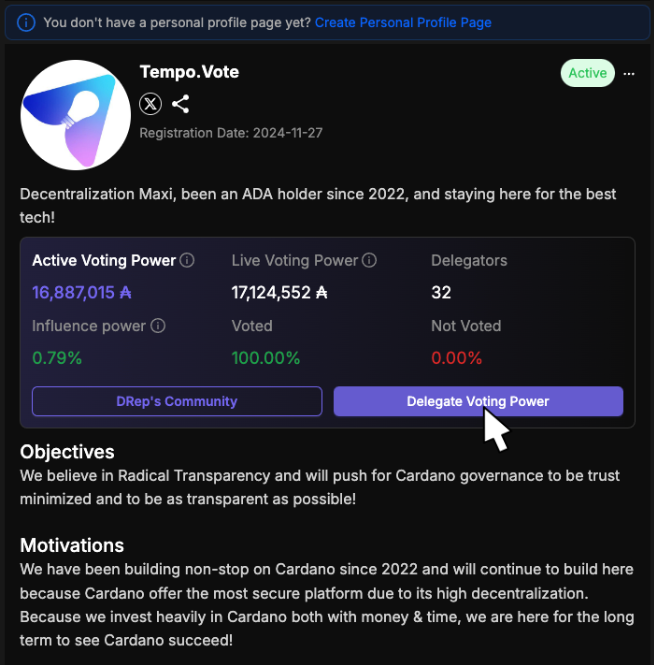 You don't have a personal profile page yet? Create Personal Profile Page
Tempo.Vote
Active
Registration Date: 2024-11-27
Decentralization Maxi, been an ADA holder since 2022, and staying here for the best
tech!
Active Voting Power Live Voting Power Delegators
16,887,015 ₳ 17,124,552 ₳ 32
Influence power Voted Not Voted
0.79% 100.00% 0.00%
DRep's Community Delegate Voting Power
Objectives
We believe in Radical Transparency and will push for Cardano governance to be trust
minimized and to be as transparent as possible!
Motivations
We have been building non-stop on Cardano since 2022 and will continue to build here
because Cardano offer the most secure platform due to its high decentralization.
Because we invest heavily in Cardano both with money & time, we are here for the long
term to see Cardano succeed!